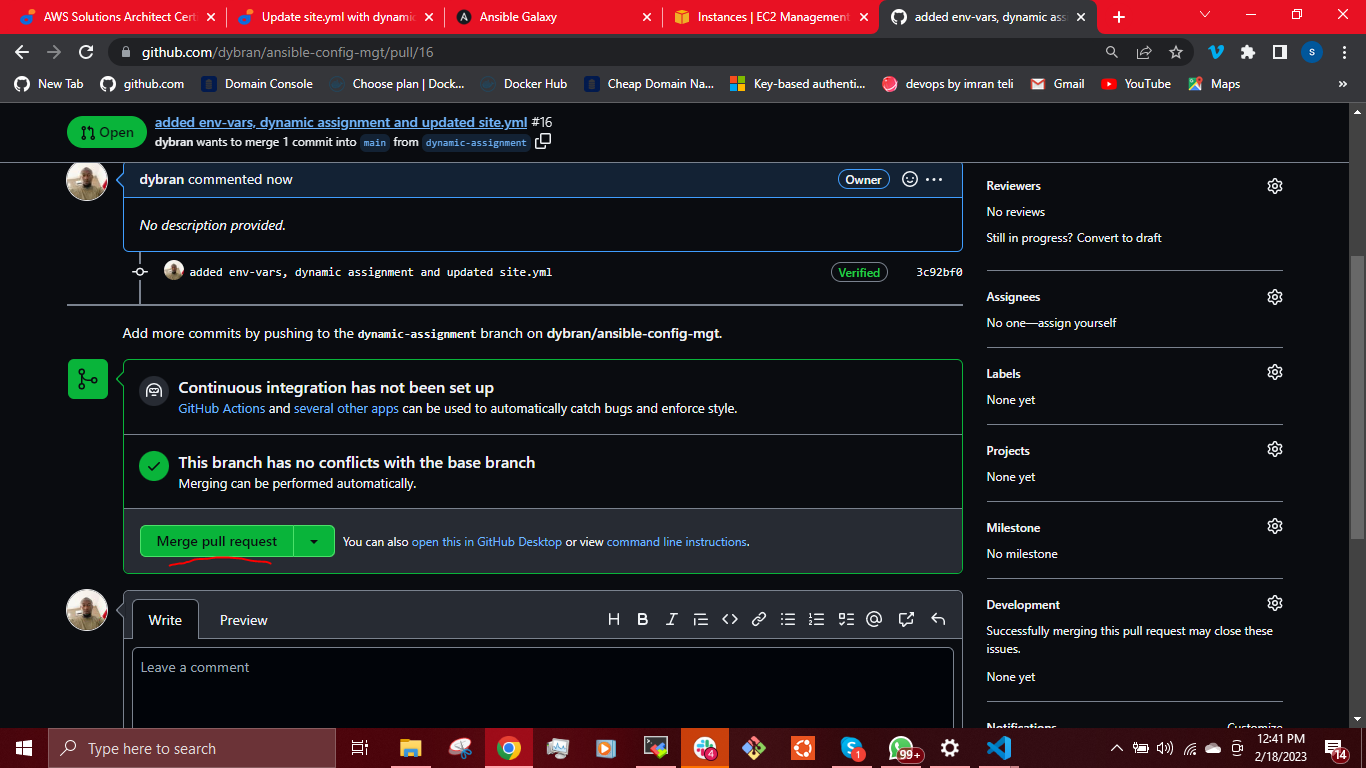 AWS Solutions Architect Cert
Update site.yml with dynamic
Ansible Galaxy
Instances | EC2 Management
added env-vars, dynamic ass
github.com/dybran/ansible-config-mgt/pull/16
S
New Tab
github.com
Domain Console
Choose plan | Dock...
Docker Hub
Cheap Domain Na...
Key-based authenti...
devops by imran teli
Gmail
YouTube
Maps
»
Open
added env-vars, dynamic assignment and updated site.yml #16
dybran wants to merge 1 commit into main from dynamic-assignment
dybran commented now
Owner
No description provided.
added env-vars, dynamic assignment and updated site.yml
Verified
3c92bf0
Add more commits by pushing to the dynamic-assignment branch on dybran/ansible-config-mgt.
Continuous integration has not been set up
GitHub Actions and several other apps can be used to automatically catch bugs and enforce style.
This branch has no conflicts with the base branch
Merging can be performed automatically.
Merge pull request
You can also open this in GitHub Desktop or view command line instructions.
Write
Preview
Leave a comment
Reviewers
No reviews
Still in progress? Convert to draft
Assignees
No one—assign yourself
Labels
None yet
Projects
None yet
Milestone
No milestone
Development
Successfully merging this pull request may close these
issues.
None yet
Notifications
Customize
Type here to search
4
1
99+
12:41 PM
2/18/2023
14